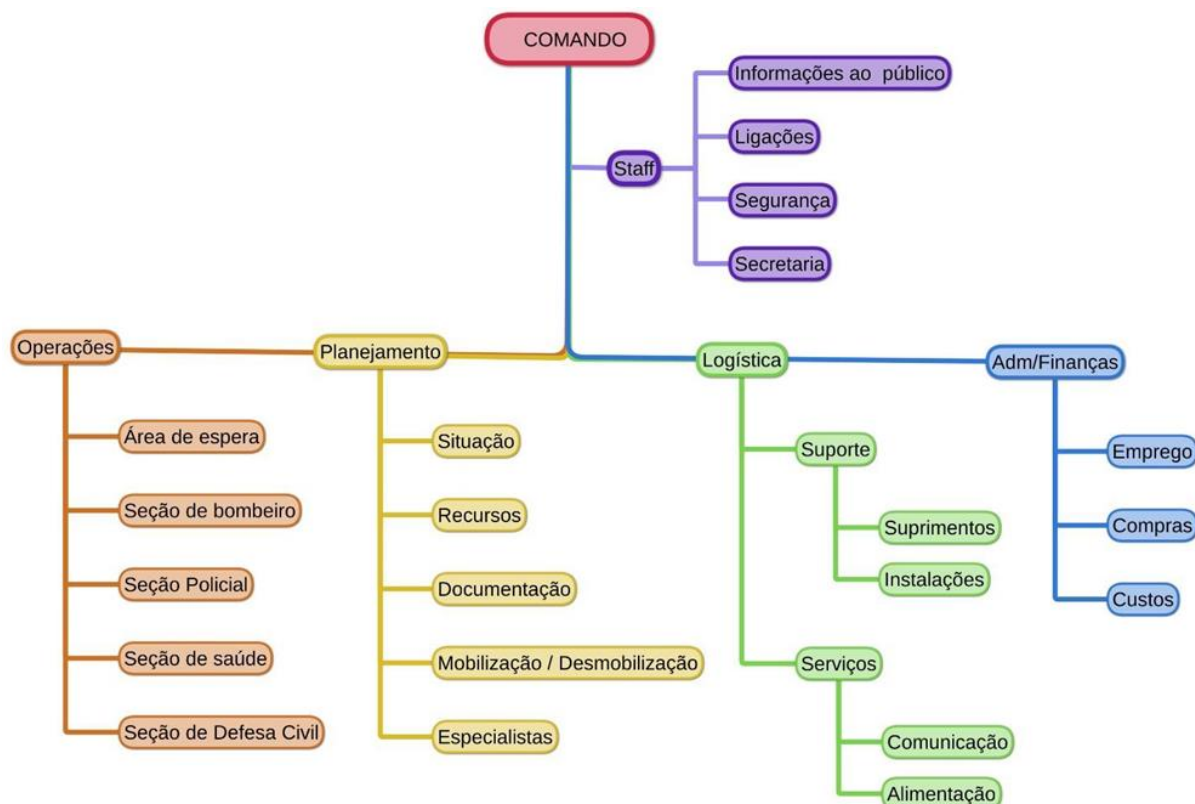 COMANDO
Informações ao público
Ligações
Staff
Segurança
Secretaria
Operações
Área de espera
Seção de bombeiro
Seção Policial
Seção de saúde
Seção de Defesa Civil
Planejamento
Situação
Recursos
Documentação
Mobilização / Desmobilização
Especialistas
Logística
Suporte
Suprimentos
Instalações
Serviços
Comunicação
Alimentação
Adm/Finanças
Emprego
Compras
Custos